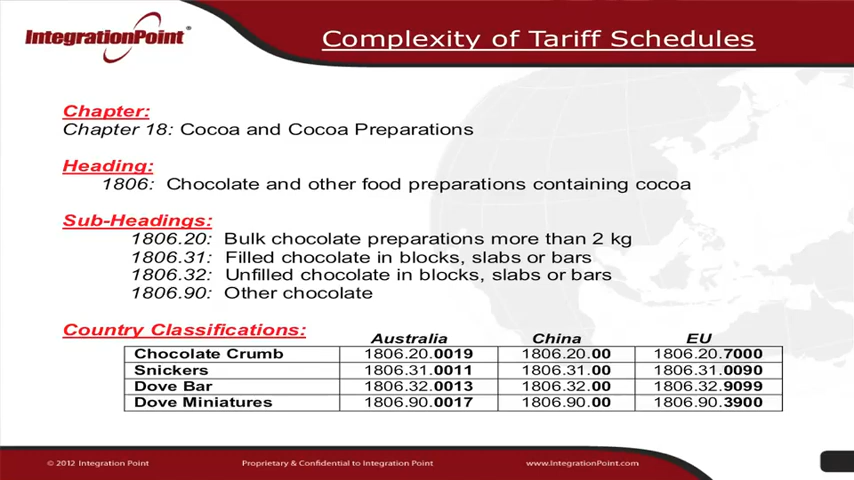 IntegrationPoint®
Complexity of Tariff Schedules
Chapter:
Chapter 18: Cocoa and Cocoa Preparations
Heading:
1806: Chocolate and other food preparations containing cocoa
Sub-Headings:
1806.20: Bulk chocolate preparations more than 2 kg
1806.31: Filled chocolate in blocks, slabs or bars
1806.32: Unfilled chocolate in blocks, slabs or bars
1806.90: Other chocolate
Country Classifications:
Australia China EU
Chocolate Crumb 1806.20.0019 1806.20.00 1806.20.7000
Snickers 1806.31.0011 1806.31.00 1806.31.0090
Dove Bar 1806.32.0013 1806.32.00 1806.32.9099
Dove Miniatures 1806.90.0017 1806.90.00 1806.90.3900
© 2012 Integration Point Proprietary & Confidential to Integration Point www.IntegrationPoint.com